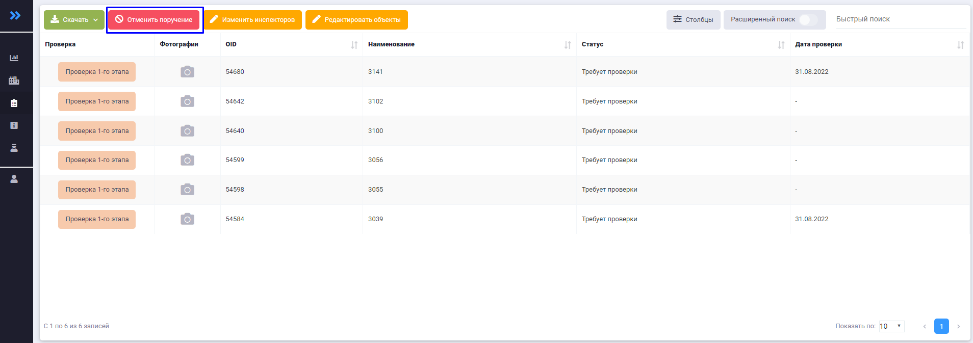 Скачать
Отменить поручение
Изменить инспекторов
Редактировать объекты
Столбцы
Расширенный поиск
Быстрый поиск
Проверка Фотографии OID Наименование Статус Дата проверки
Проверка 1-го этапа 54680 3141 Требует проверки 31.08.2022
Проверка 1-го этапа 54642 3102 Требует проверки -
Проверка 1-го этапа 54640 3100 Требует проверки -
Проверка 1-го этапа 54599 3056 Требует проверки -
Проверка 1-го этапа 54598 3055 Требует проверки -
Проверка 1-го этапа 54584 3039 Требует проверки 31.08.2022
С 1 по 6 из 6 записей
Показать по: 10
‹ 1 ›